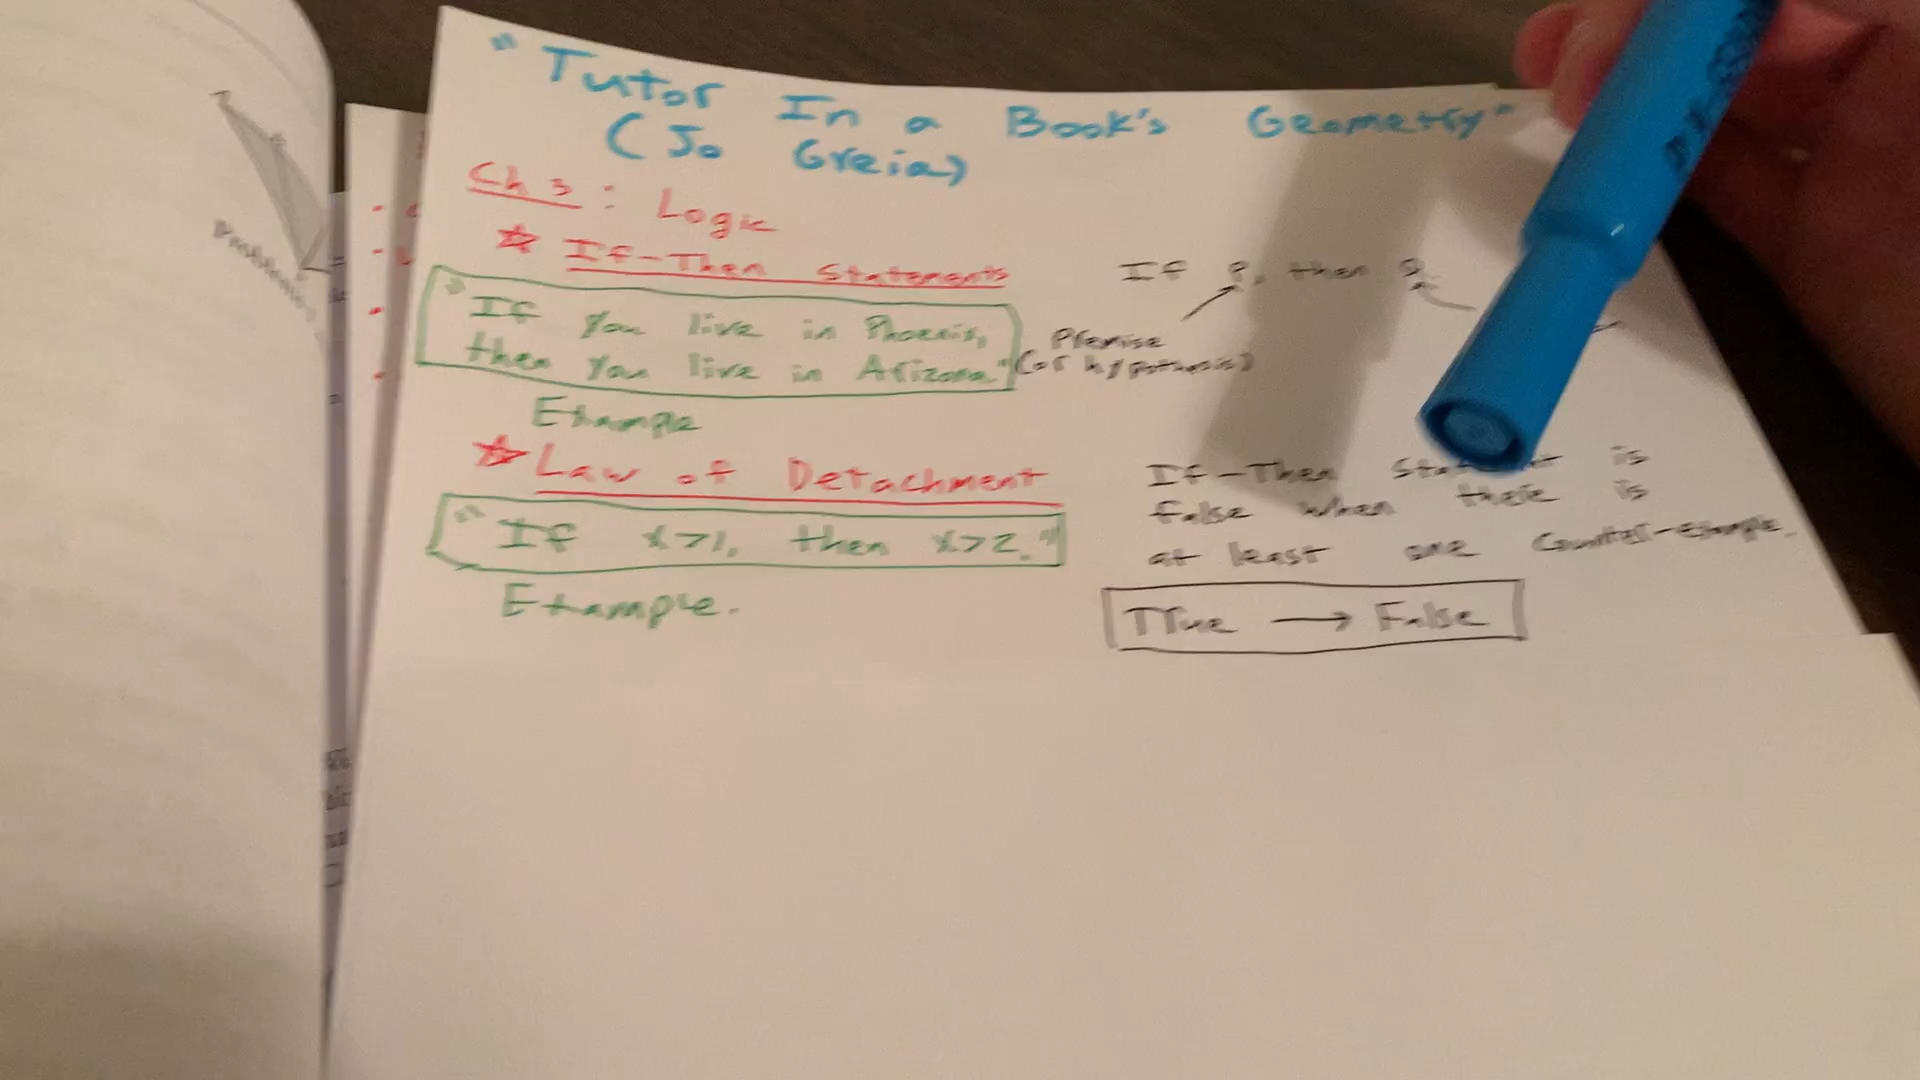 "Tutor In a Book's Geometry"
(Jo Greia)
Ch 3: Logic
☆ If-Then Statements
"If you live in Phoenix,
then you live in Arizona"
Example
If P, then Q
Premise
(or hypothesis)
☆ Law of Detachment
"If x>1, then x>2."
Example.
If-Then is
false when there is
at least one Counter-example.
True → False